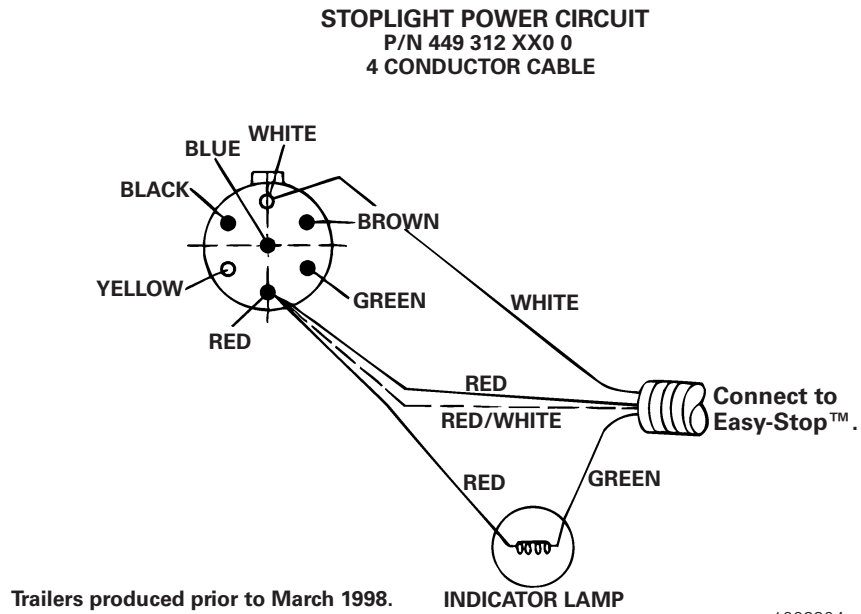 STOPLIGHT POWER CIRCUIT
P/N 449 312 XX0 0
4 CONDUCTOR CABLE
WHITE
BLUE
BLACK
BROWN
YELLOW
GREEN
WHITE
RED
RED
Connect to
Easy-Stop™.
RED/WHITE
RED
GREEN
Trailers produced prior to March 1998.
INDICATOR LAMP